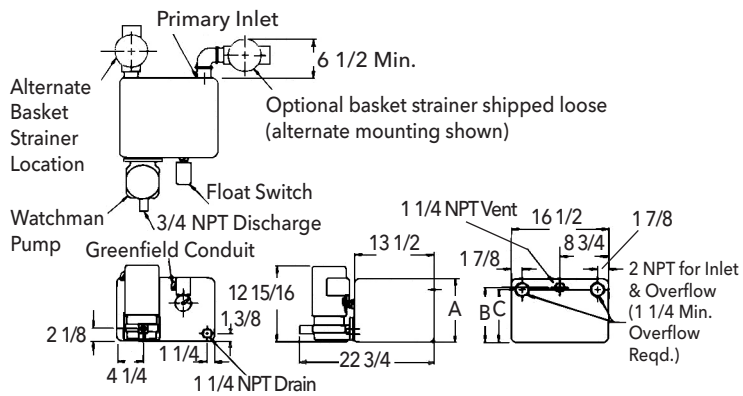 Primary Inlet
6 1/2 Min.
Alternate
Basket
Strainer
Location
Optional basket strainer shipped loose
(alternate mounting shown)
Float Switch
Watchman
Pump
3/4 NPT Discharge
Greenfield Conduit
1 1/4 NPT Vent
16 1/2
1 7/8
13 1/2
8 3/4
1 7/8
2 NPT for Inlet
& Overflow
(1 1/4 Min.
Overflow
Reqd.)
12 15/16
A
B
C
1 3/8
2 1/8
1 1/4
4 1/4
22 3/4
1 1/4 NPT Drain